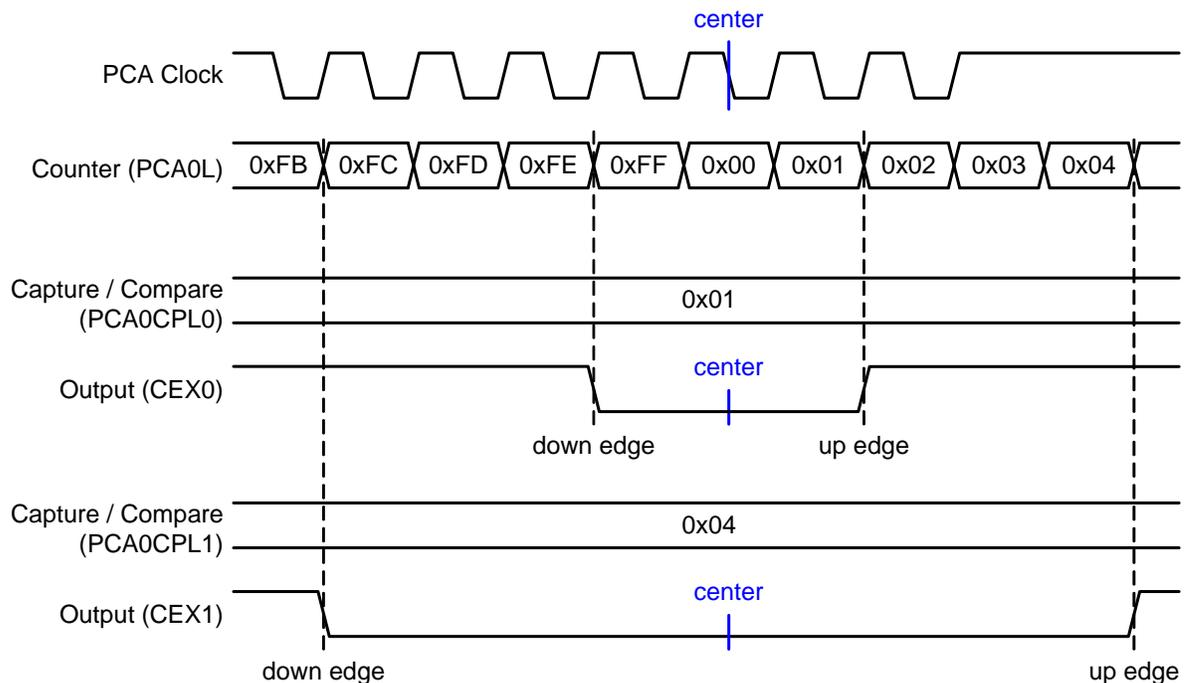 center
PCA Clock
Counter (PCA0L) 0xFB 0xFC 0xFD 0xFE 0xFF 0x00 0x01 0x02 0x03 0x04
Capture / Compare
(PCA0CPL0)
0x01
center
Output (CEX0)
down edge up edge
Capture / Compare
(PCA0CPL1)
0x04
center
Output (CEX1)
down edge up edge